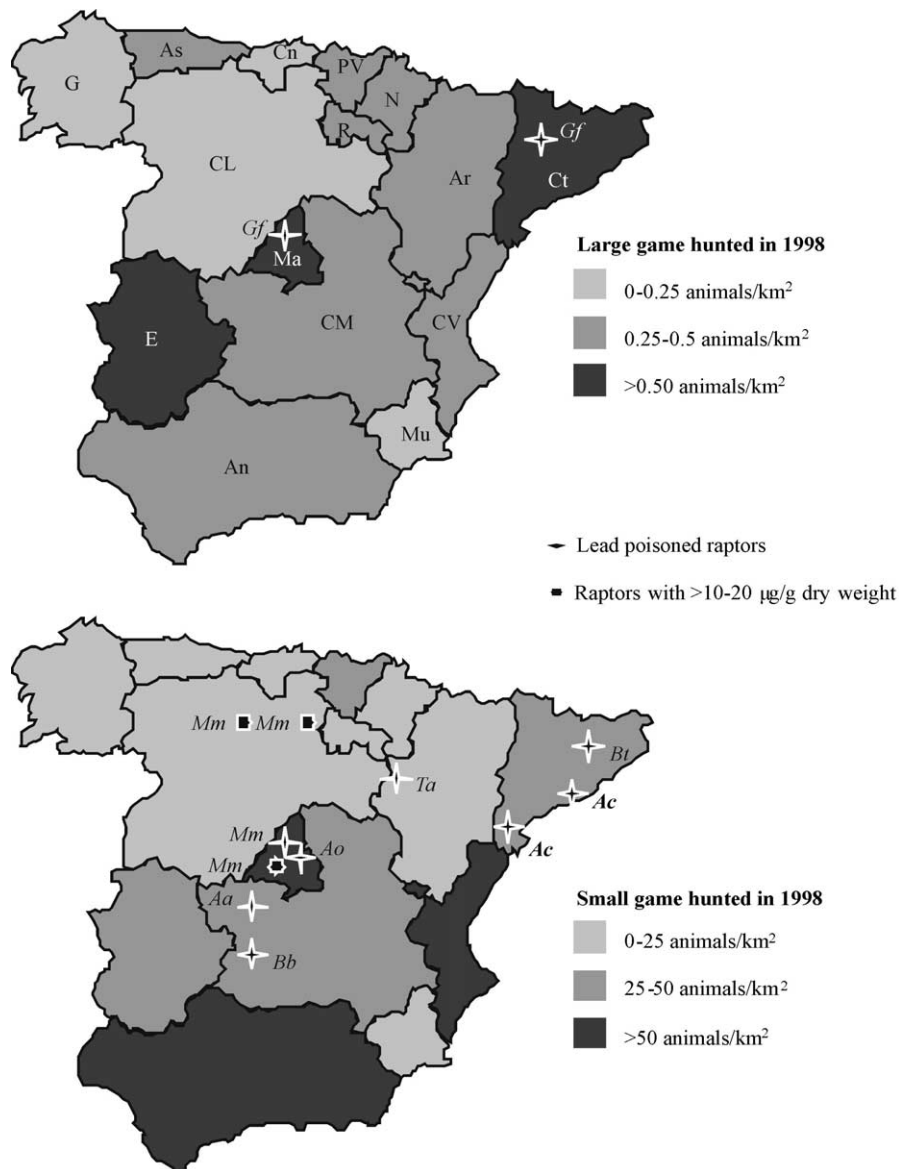 As
Cn
PV
G
N
R
Gf
CL
Ar
Ct
Gf
Large game hunted in 1998
Ma
0-0.25 animals/km²
CM
CV
E
0.25-0.5 animals/km²
>0.50 animals/km²
Mu
An
Lead poisoned raptors
Raptors with >10-20 µg/g dry weight
Mm
Mm
Bt
Ta
Ac
Mm
Ac
Ao
Mm
Aa
Small game hunted in 1998
0-25 animals/km²
Bb
25-50 animals/km²
>50 animals/km²